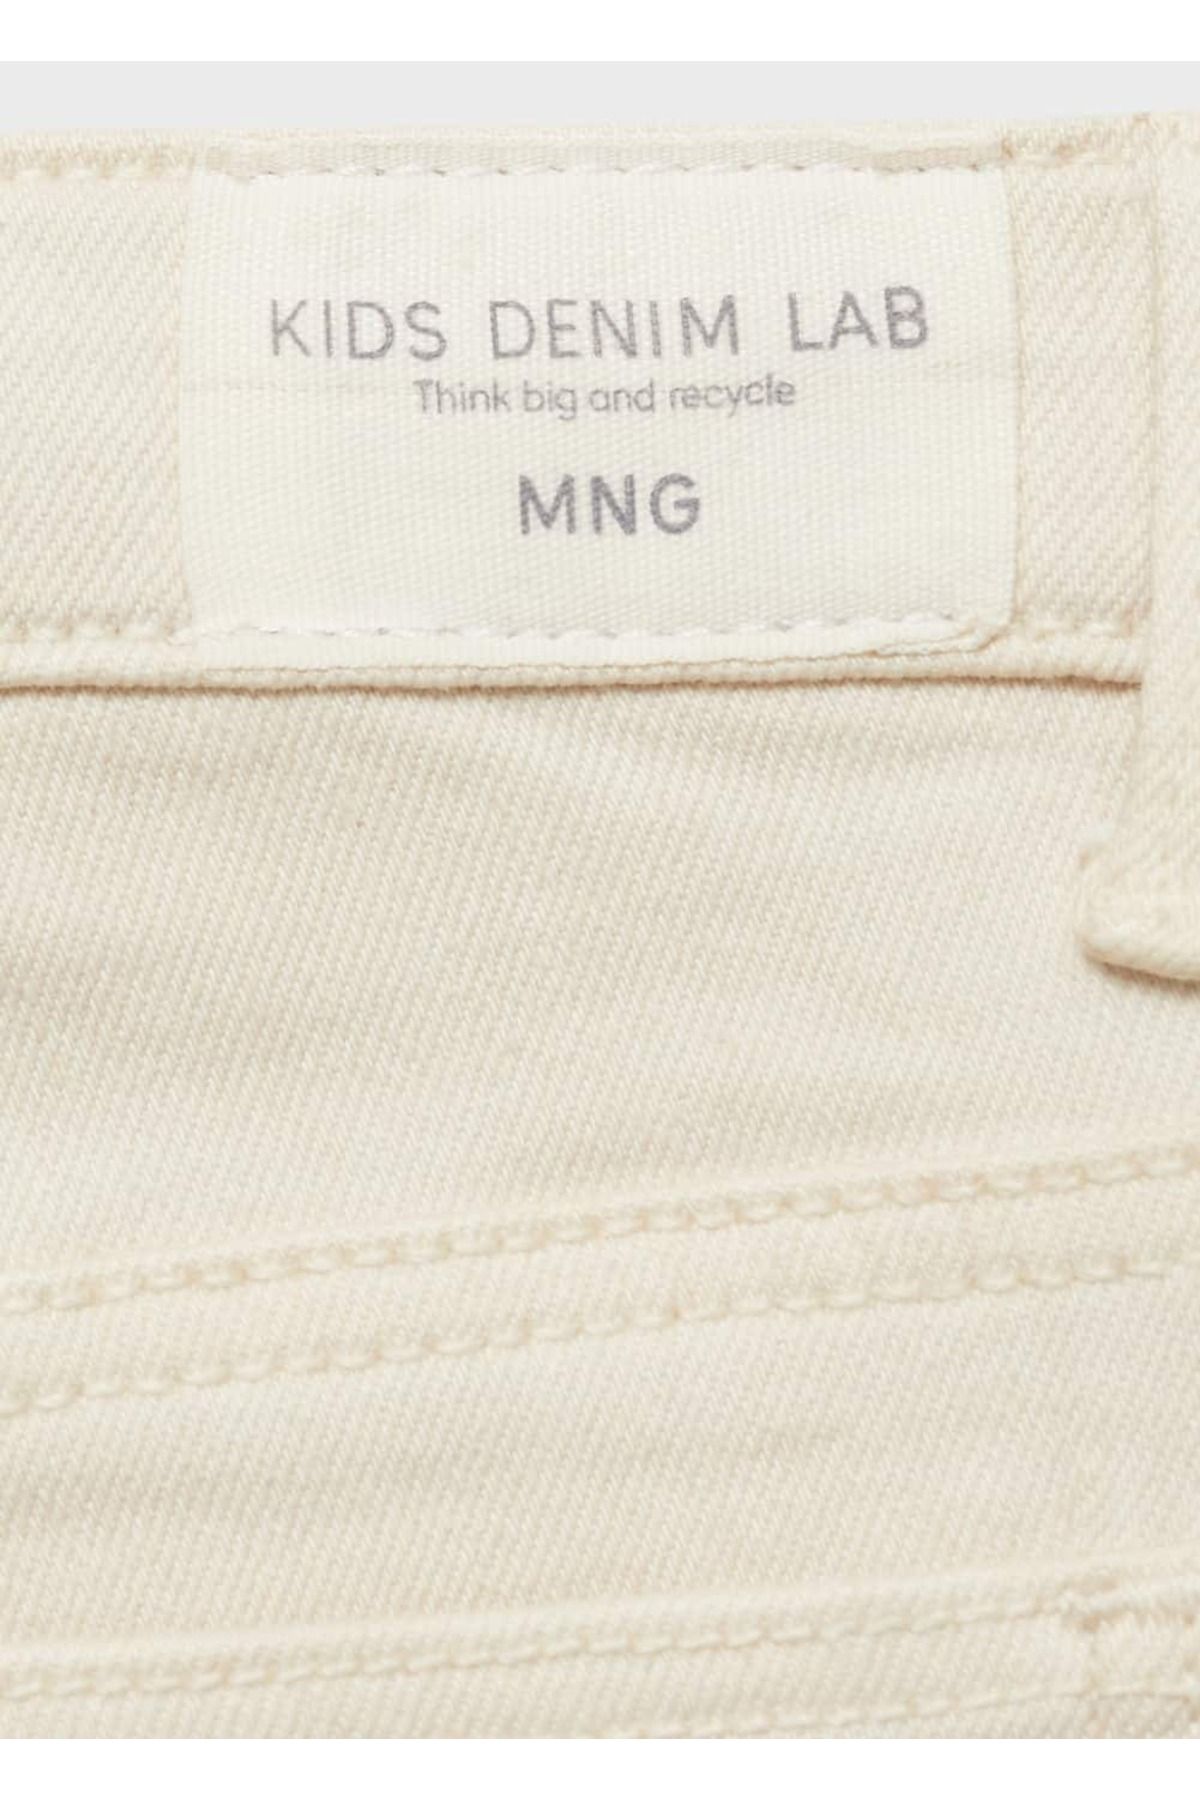 KIDS DENIM LAB
Think big and recycle
MNG